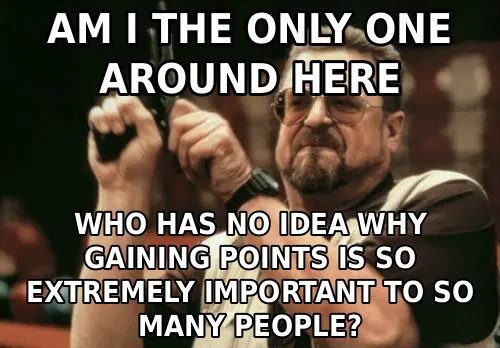 AM I THE ONLY ONE
AROUND HERE
WHO HAS NO IDEA WHY
GAINING POINTS IS SO
EXTREMELY IMPORTANT TO SO
MANY PEOPLE?